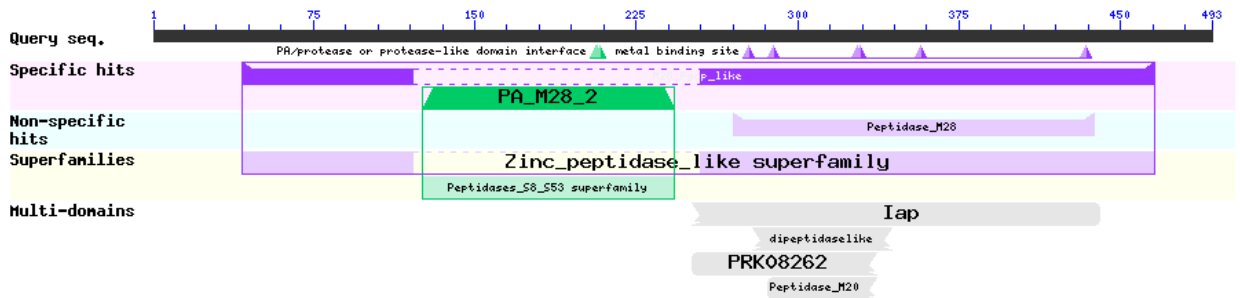 1 75 150 225 300 375 450 493
Query seq.
PA/protease or protease-like domain interface metal binding site
Specific hits
p_like
PA_M28_2
Non-specific
hits
Peptidase_M28
Superfamilies
Zinc_peptidase_like superfamily
Peptidases_S8_S53 superfamily
Multi-domains
Iap
dipeptidaselike
PRK08262
Peptidase_M20